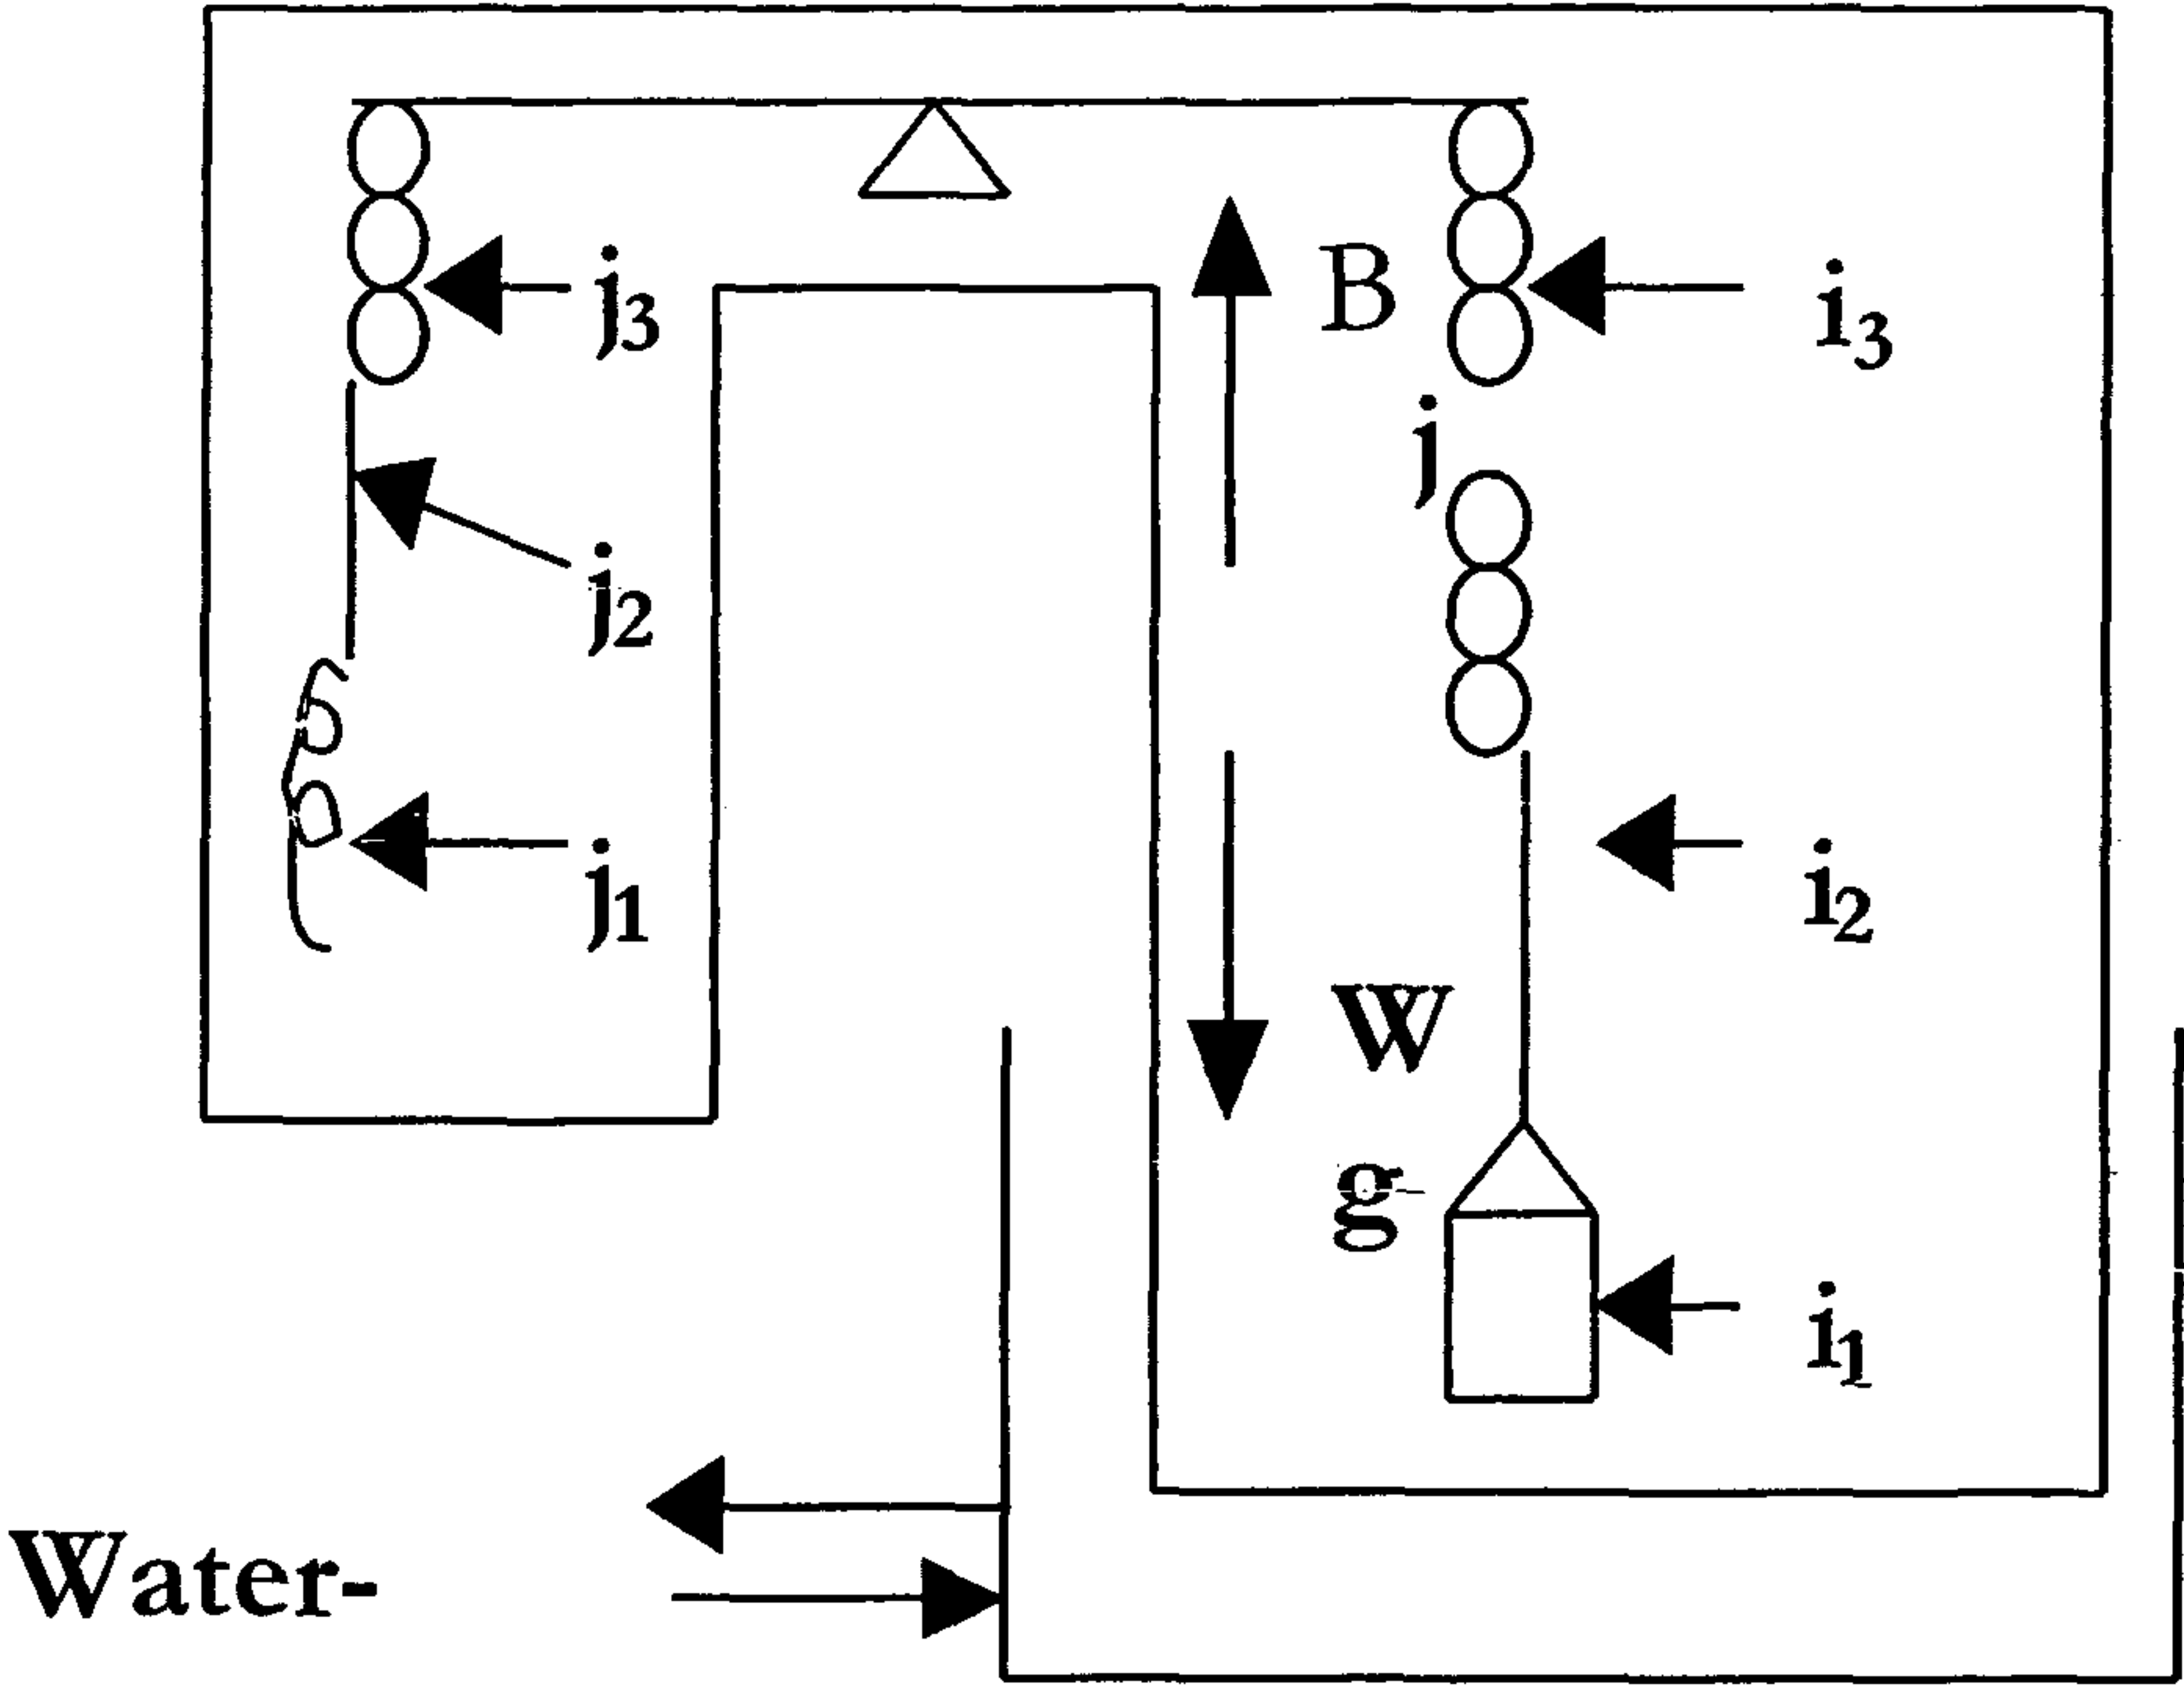 B
j₃
i₃
j
j₂
j₁
i₂
W
g-
i₁
Water-